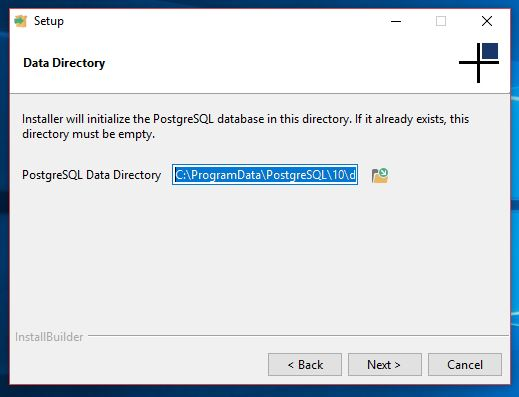 Setup
Data Directory
Installer will initialize the PostgreSQL database in this directory. If it already exists, this
directory must be empty.
PostgreSQL Data Directory C:\ProgramData\PostgreSQL\10\d
InstallBuilder
< Back Next > Cancel